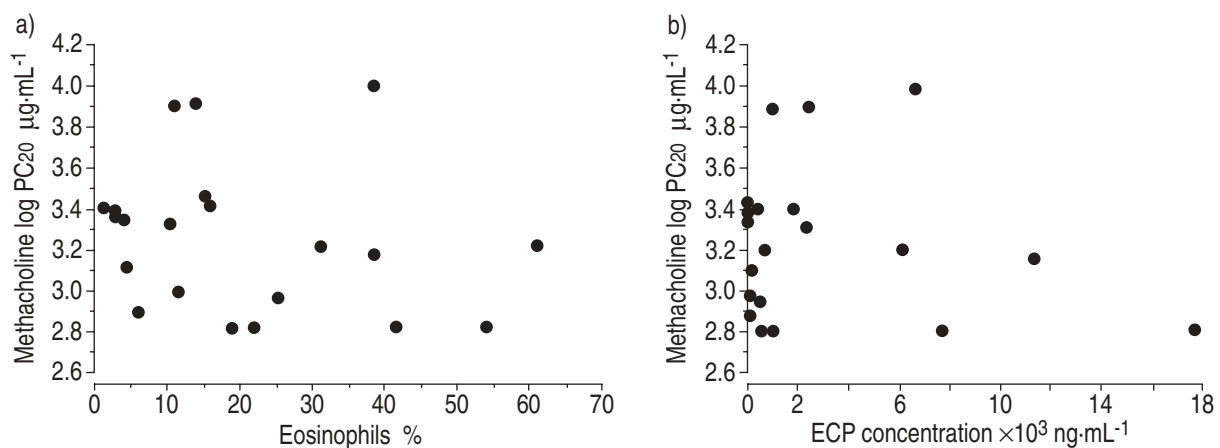 a)
4.2
4.0
3.8
3.6
3.4
3.2
3.0
2.8
2.6
Methacholine log PC20 µg·mL-1
0 10 20 30 40 50 60 70
Eosinophils %
b)
4.2
4.0
3.8
3.6
3.4
3.2
3.0
2.8
2.6
Methacholine log PC20 µg·mL-1
0 2 6 10 14 18
ECP concentration ×10³ ng·mL-1